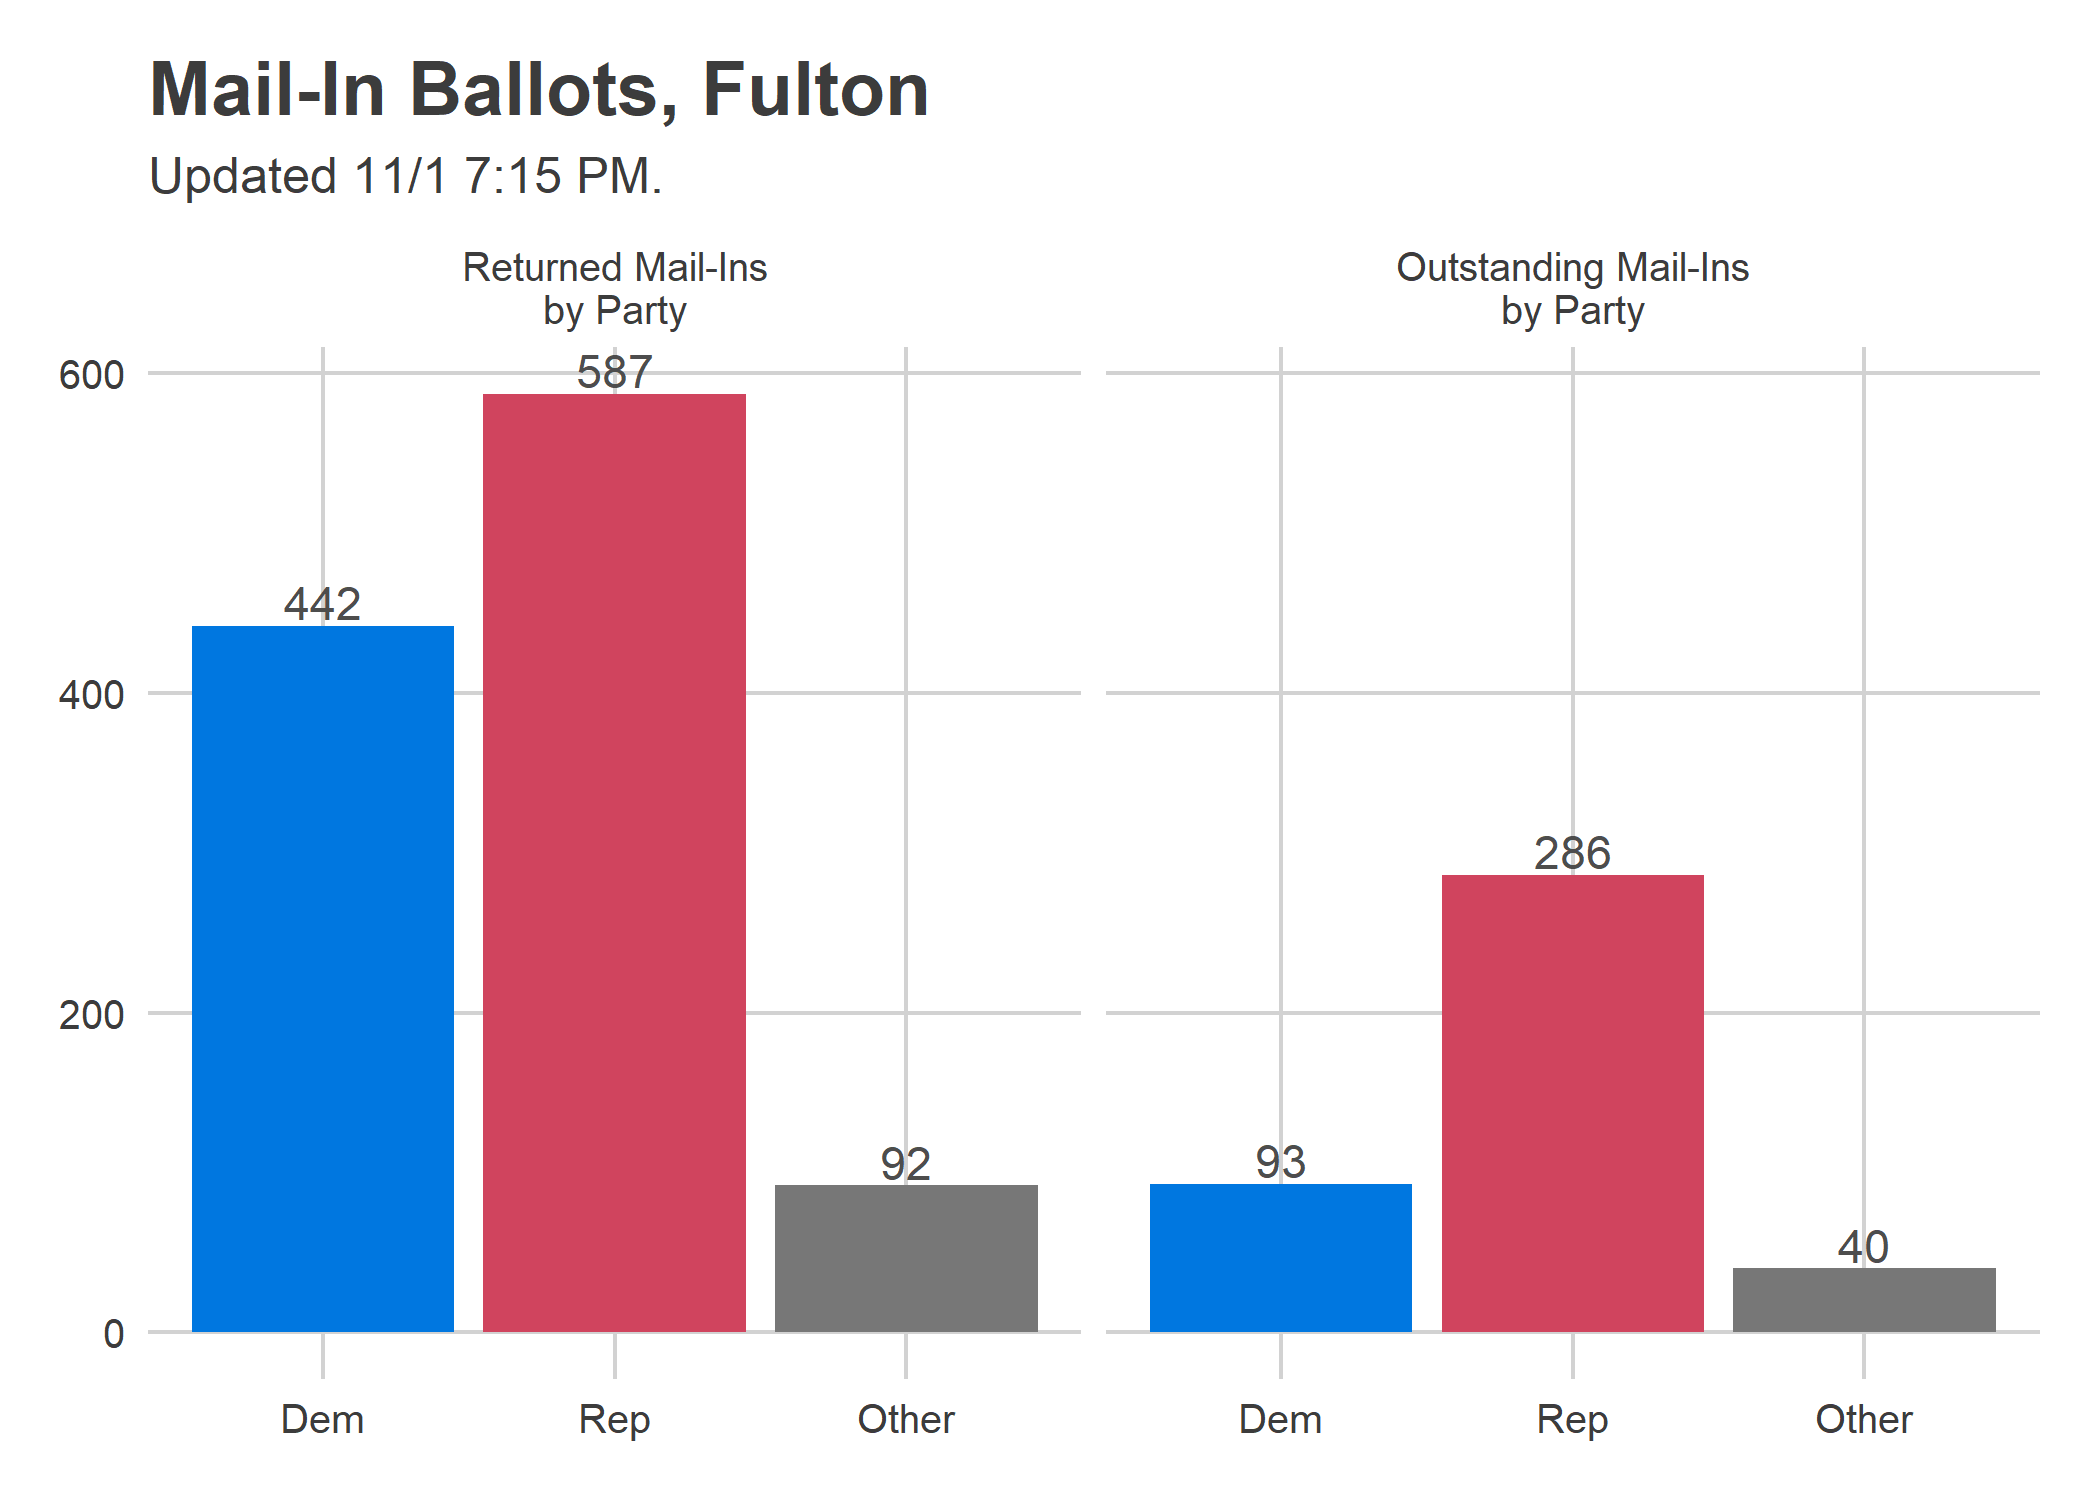 Mail-In Ballots, Fulton
Updated 11/1 7:15 PM.
Returned Mail-Ins
by Party
Outstanding Mail-Ins
by Party
600
400
200
0
587
442
92
286
93
40
Dem
Rep
Other
Dem
Rep
Other